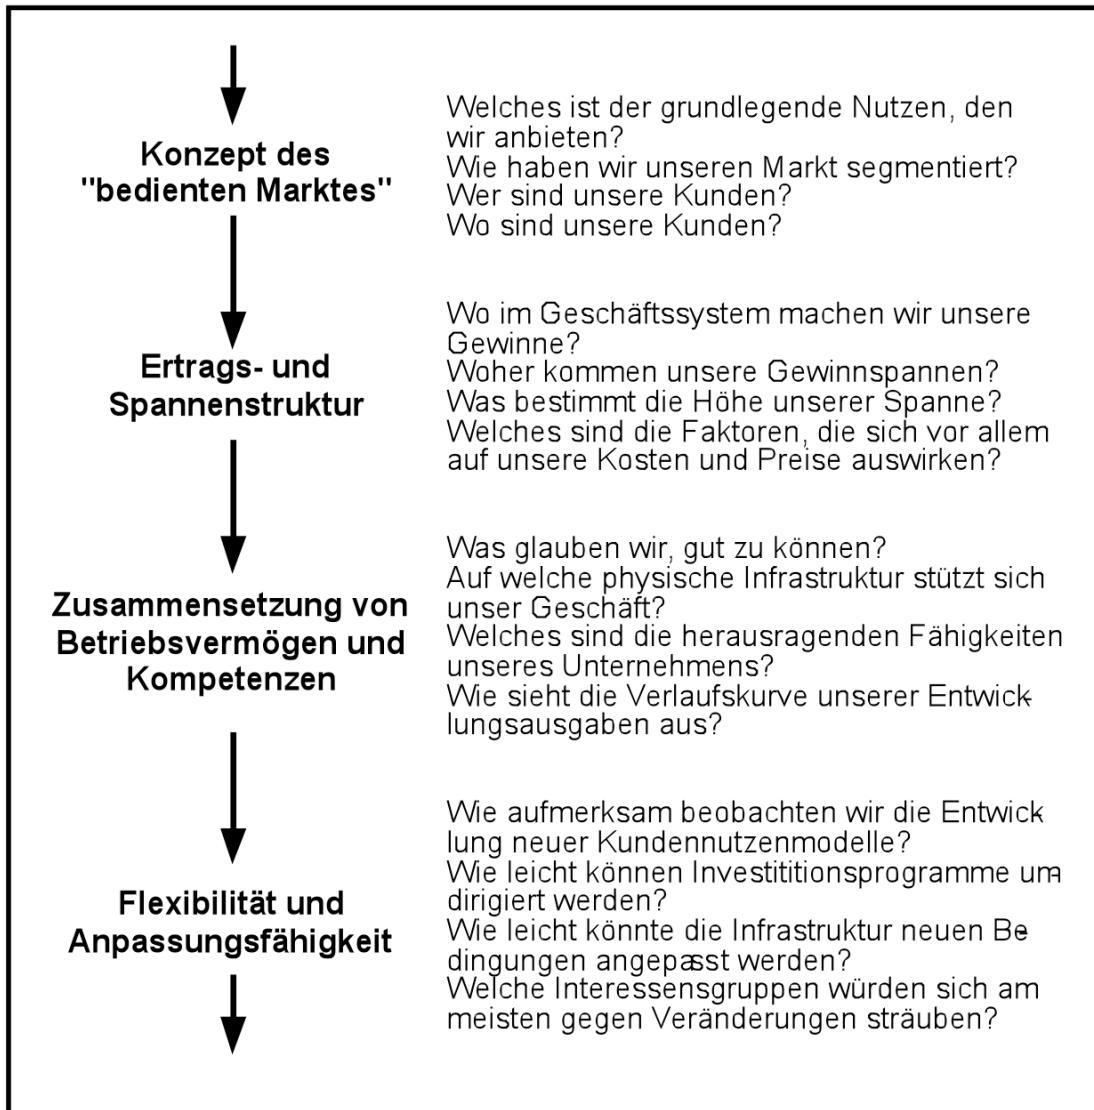 Konzept des
"bedienten Marktes"
Welches ist der grundlegende Nutzen, den
wir anbieten?
Wie haben wir unseren Markt segmentiert?
Wer sind unsere Kunden?
Wo sind unsere Kunden?
Ertrags- und
Spannenstruktur
Wo im Geschäftssystem machen wir unsere
Gewinne?
Woher kommen unsere Gewinnspannen?
Was bestimmt die Höhe unserer Spanne?
Welches sind die Faktoren, die sich vor allem
auf unsere Kosten und Preise auswirken?
Zusammensetzung von
Betriebsvermögen und
Kompetenzen
Was glauben wir, gut zu können?
Auf welche physische Infrastruktur stützt sich
unser Geschäft?
Welches sind die herausragenden Fähigkeiten
unseres Unternehmens?
Wie sieht die Verlaufskurve unserer Entwick-
lungsausgaben aus?
Flexibilität und
Anpassungsfähigkeit
Wie aufmerksam beobachten wir die Entwick-
lung neuer Kundennutzenmodelle?
Wie leicht können Investititionsprogramme um-
dirigiert werden?
Wie leicht könnte die Infrastruktur neuen Be-
dingungen angepasst werden?
Welche Interessensgruppen würden sich am
meisten gegen Veränderungen sträuben?